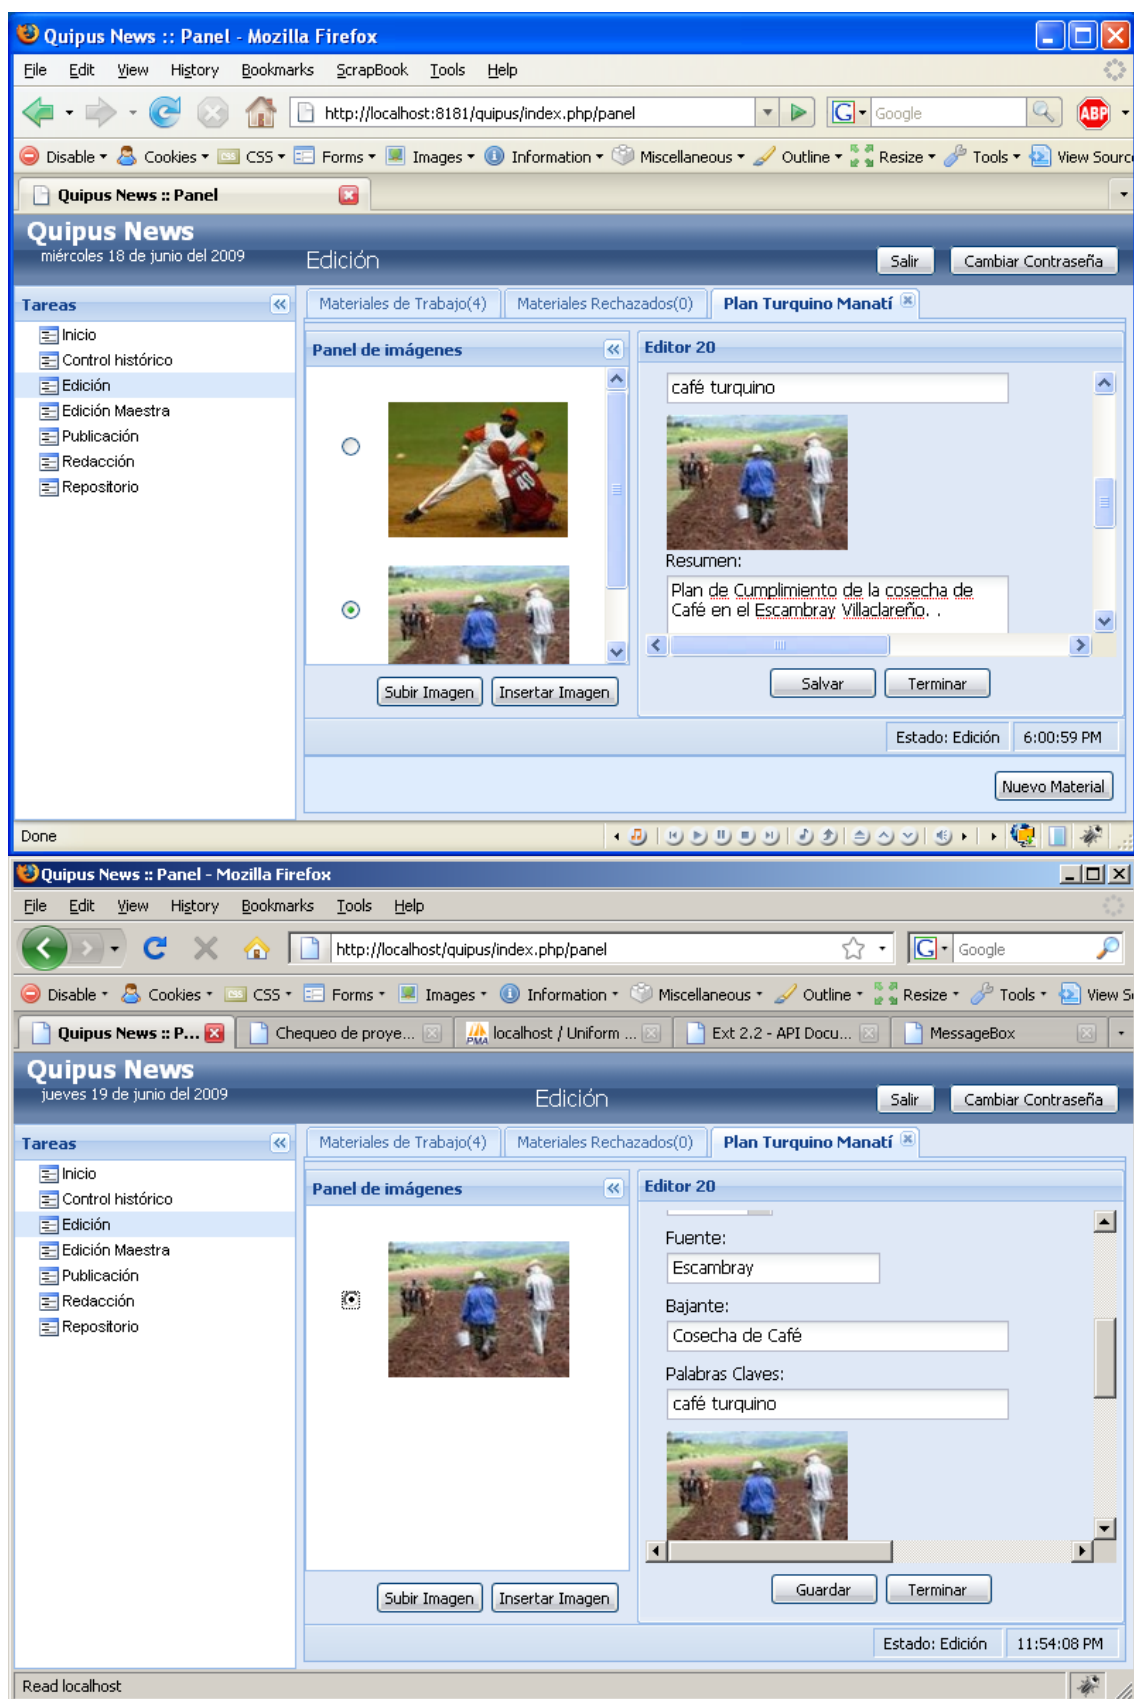 Quipus News :: Panel - Mozilla Firefox
File Edit View History Bookmarks ScrapBook Tools Help
http://localhost:8181/quipus/index.php/panel G Google ABP
Disable Cookies CSS Forms Images Information Miscellaneous Outline Resize Tools View Sourc
Quipus News :: Panel
Quipus News
miércoles 18 de junio del 2009 Edición Salir Cambiar Contraseña
Tareas Materiales de Trabajo(4) Materiales Rechazados(0) Plan Turquino Manatí
Inicio
Control histórico
Edición
Edición Maestra
Publicación
Redacción
Repositorio
Panel de imágenes
40
Subir Imagen Insertar Imagen
Editor 20
café turquino
Resumen:
Plan de Cumplimiento de la cosecha de
Café en el Escambray Villaclareño. .
Salvar Terminar
Estado: Edición 6:00:59 PM
Nuevo Material
Done
Quipus News :: Panel - Mozilla Firefox
File Edit View History Bookmarks Tools Help
http://localhost/quipus/index.php/panel G Google
Disable Cookies CSS Forms Images Information Miscellaneous Outline Resize Tools View S
Quipus News :: P... Chequeo de proye... PMA localhost / Uniform ... Ext 2.2 - API Docu... MessageBox
Quipus News
jueves 19 de junio del 2009 Edición Salir Cambiar Contraseña
Tareas Materiales de Trabajo(4) Materiales Rechazados(0) Plan Turquino Manatí
Inicio
Control histórico
Edición
Edición Maestra
Publicación
Redacción
Repositorio
Panel de imágenes
Subir Imagen Insertar Imagen
Editor 20
Fuente:
Escambray
Bajante:
Cosecha de Café
Palabras Claves:
café turquino
Guardar Terminar
Estado: Edición 11:54:08 PM
Read localhost